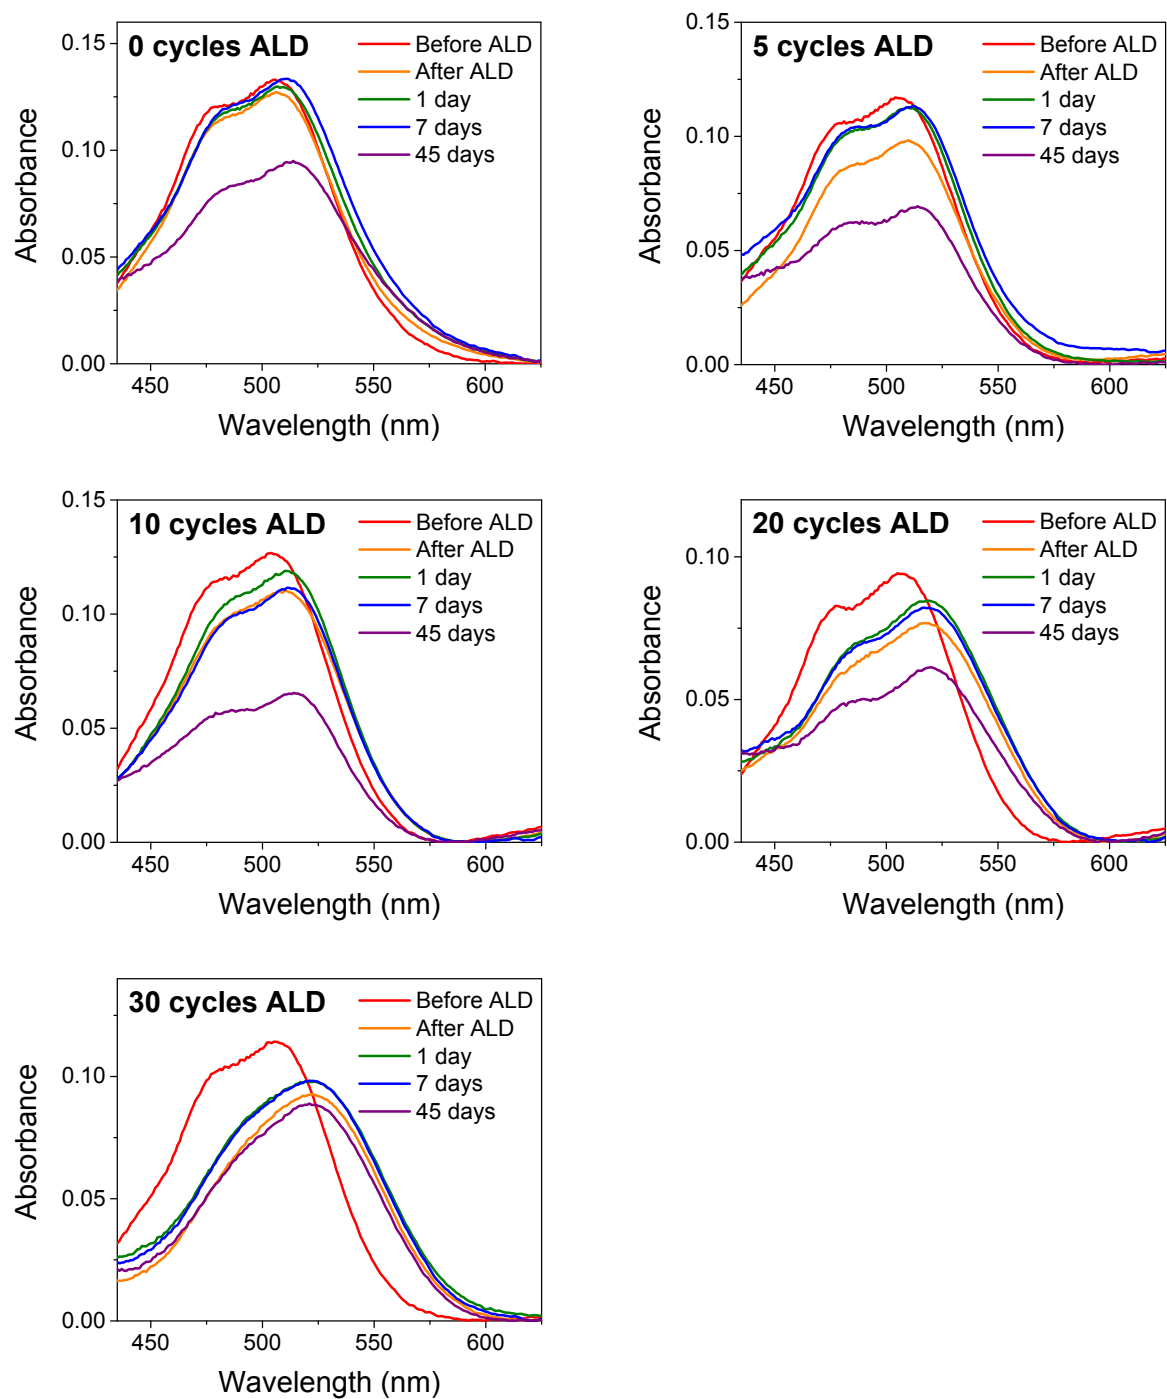 0 cycles ALD
Before ALD
After ALD
1 day
7 days
45 days
0.15
0.10
0.05
0.00
Absorbance
450 500 550 600
Wavelength (nm)
5 cycles ALD
Before ALD
After ALD
1 day
7 days
45 days
0.15
0.10
0.05
0.00
Absorbance
450 500 550 600
Wavelength (nm)
10 cycles ALD
Before ALD
After ALD
1 day
7 days
45 days
0.15
0.10
0.05
0.00
Absorbance
450 500 550 600
Wavelength (nm)
20 cycles ALD
Before ALD
After ALD
1 day
7 days
45 days
0.10
0.05
0.00
Absorbance
450 500 550 600
Wavelength (nm)
30 cycles ALD
Before ALD
After ALD
1 day
7 days
45 days
0.10
0.05
0.00
Absorbance
450 500 550 600
Wavelength (nm)